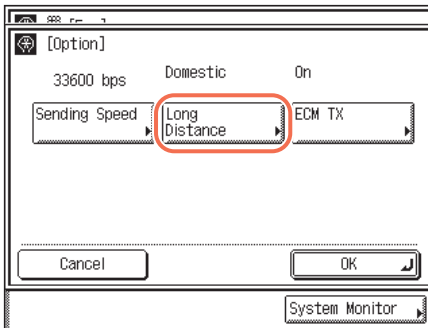 [Option]
33600 bps Domestic On
Sending Speed Long Distance ECM TX
Cancel OK
System Monitor